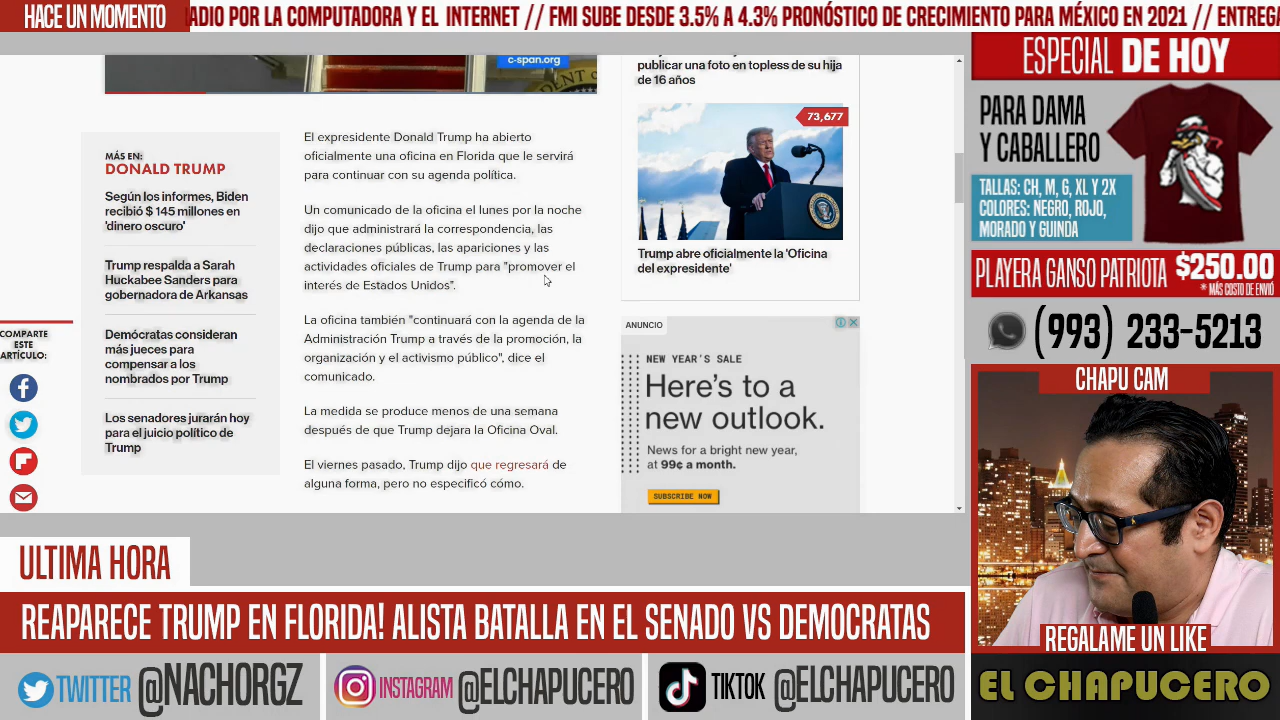 HACE UN MOMENTO
ADIO POR LA COMPUTADORA Y EL INTERNET // FMI SUBE DESDE 3.5% A 4.3% PRONÓSTICO DE CRECIMIENTO PARA MÉXICO EN 2021 // ENTREGA
c-span.org
MÁS EN:
DONALD TRUMP
Según los informes, Biden
recibió $ 145 millones en
'dinero oscuro'
Trump respalda a Sarah
Huckabee Sanders para
gobernadora de Arkansas
Demócratas consideran
más jueces para
compensar a los
nombrados por Trump
Los senadores jurarán hoy
para el juicio político de
Trump
COMPARTE
ESTE
ARTÍCULO:
El expresidente Donald Trump ha abierto
oficialmente una oficina en Florida que le servirá
para continuar con su agenda política.
Un comunicado de la oficina el lunes por la noche
dijo que administrará la correspondencia, las
declaraciones públicas, las apariciones y las
actividades oficiales de Trump para "promover el
interés de Estados Unidos".
La oficina también "continuará con la agenda de la
Administración Trump a través de la promoción, la
organización y el activismo público", dice el
comunicado.
La medida se produce menos de una semana
después de que Trump dejara la Oficina Oval.
El viernes pasado, Trump dijo que regresará de
alguna forma, pero no especificó cómo.
publicar una foto en topless de su hija
de 16 años
73,677
Trump abre oficialmente la 'Oficina
del expresidente'
ANUNCIO
NEW YEAR'S SALE
Here's to a
new outlook.
News for a bright new year,
at 99¢ a month.
SUBSCRIBE NOW
ESPECIAL DE HOY
PARA DAMA
Y CABALLERO
TALLAS: CH, M, G, XL Y 2X
COLORES: NEGRO, ROJO,
MORADO Y GUINDA
PLAYERA GANSO PATRIOTA $250.00
* MÁS COSTO DE ENVIÓ
(993) 233-5213
CHAPU CAM
REGALAME UN LIKE
EL CHAPUCERO
ULTIMA HORA
REAPARECE TRUMP EN FLORIDA! ALISTA BATALLA EN EL SENADO VS DEMOCRATAS
TWITTER @NACHORGZ
INSTAGRAM @ELCHAPUCERO
TIKTOK @ELCHAPUCERO